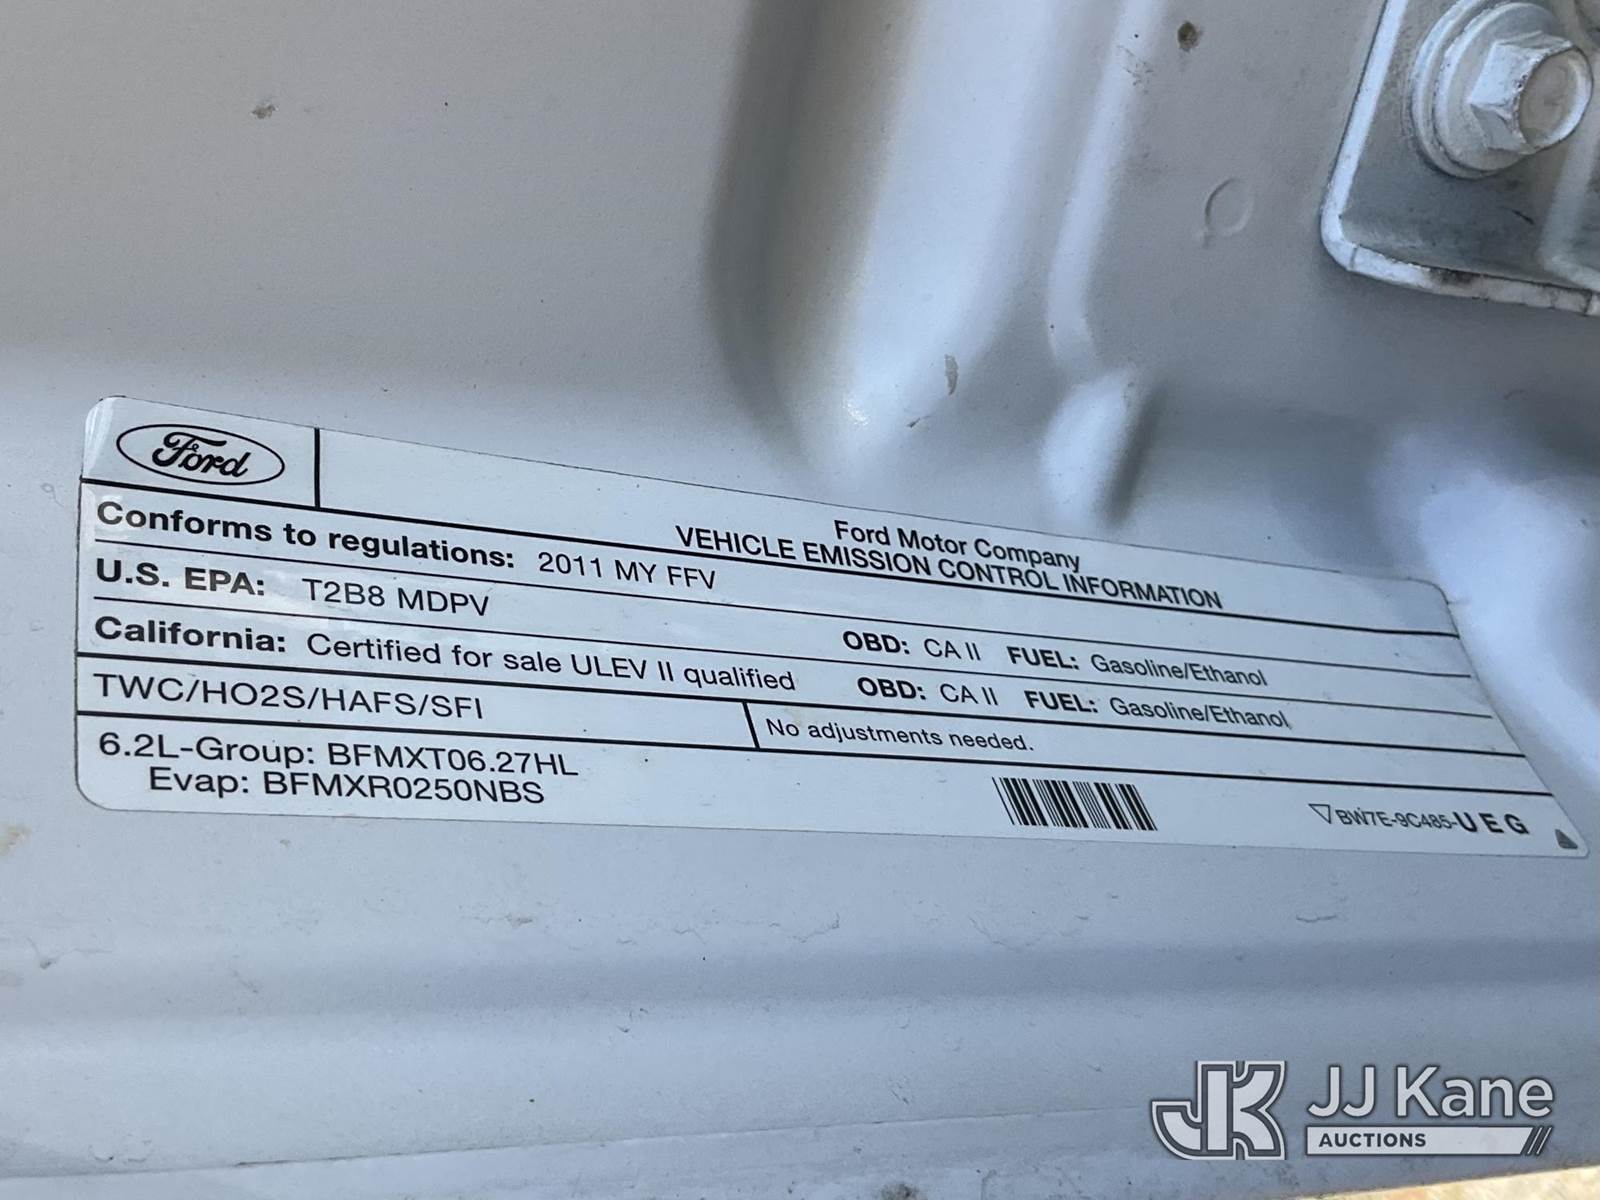 Ford
Ford Motor Company
VEHICLE EMISSION CONTROL INFORMATION
Conforms to regulations: 2011 MY FFV
U.S. EPA: T2B8 MDPV OBD: CA II FUEL: Gasoline/Ethanol
California: Certified for sale ULEV II qualified OBD: CA II FUEL: Gasoline/Ethanol
TWC/HO2S/HAFS/SFI No adjustments needed.
6.2L-Group: BFMXT06.27HL
Evap: BFMXR0250NBS
BW7E-9C485-UEG
JK JJ Kane
AUCTIONS